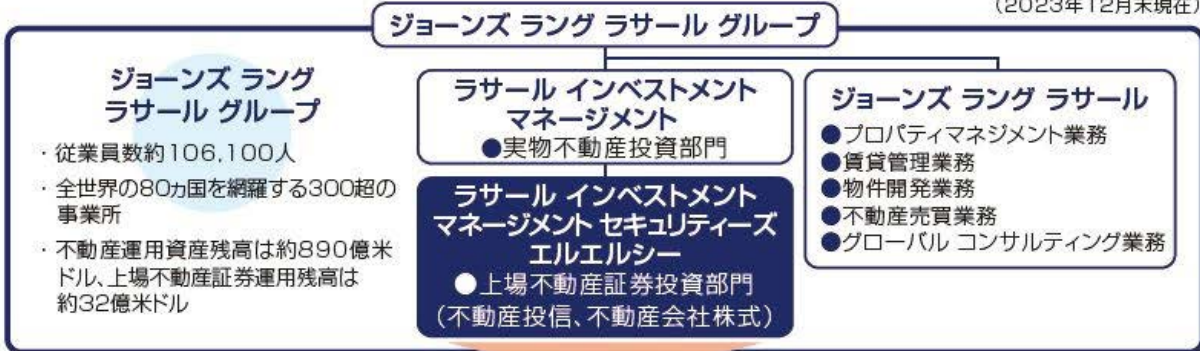 (2023年12月末現在)
ジョーンズ ラング ラサール グループ
ジョーンズ ラング
ラサール グループ
・従業員数約106,100人
・全世界の80ヵ国を網羅する300超の
事業所
・不動産運用資産残高は約890億米
ドル、上場不動産証券運用残高は
約32億米ドル
ラサール インベストメント
マネージメント
●実物不動産投資部門
ラサール インベストメント
マネージメント セキュリティーズ
エルエルシー
●上場不動産証券投資部門
(不動産投信、不動産会社株式)
ジョーンズ ラング ラサール
●プロパティマネジメント業務
●賃貸管理業務
●物件開発業務
●不動産売買業務
●グローバル コンサルティング業務